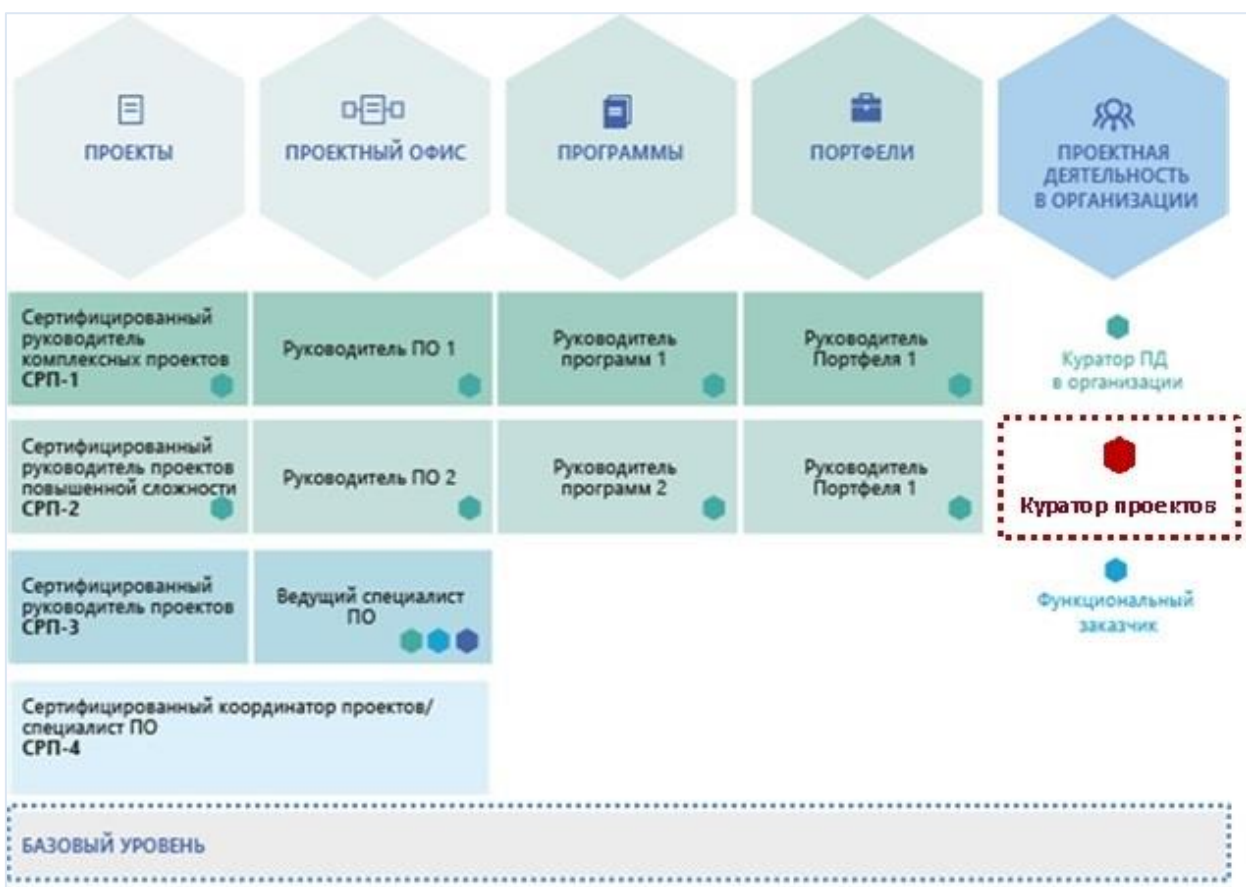 ПРОЕКТЫ
ПРОЕКТНЫЙ ОФИС
ПРОГРАММЫ
ПОРТФЕЛИ
ПРОЕКТНАЯ
ДЕЯТЕЛЬНОСТЬ
В ОРГАНИЗАЦИИ
Сертифицированный
руководитель
комплексных проектов
СРП-1
Руководитель ПО 1
Руководитель
программ 1
Руководитель
Портфеля 1
Куратор ПД
в организации
Сертифицированный
руководитель проектов
повышенной сложности
СРП-2
Руководитель ПО 2
Руководитель
программ 2
Руководитель
Портфеля 1
Куратор проектов
Сертифицированный
руководитель проектов
СРП-3
Ведущий специалист
ПО
Функциональный
заказчик
Сертифицированный координатор проектов/
специалист ПО
СРП-4
БАЗОВЫЙ УРОВЕНЬ